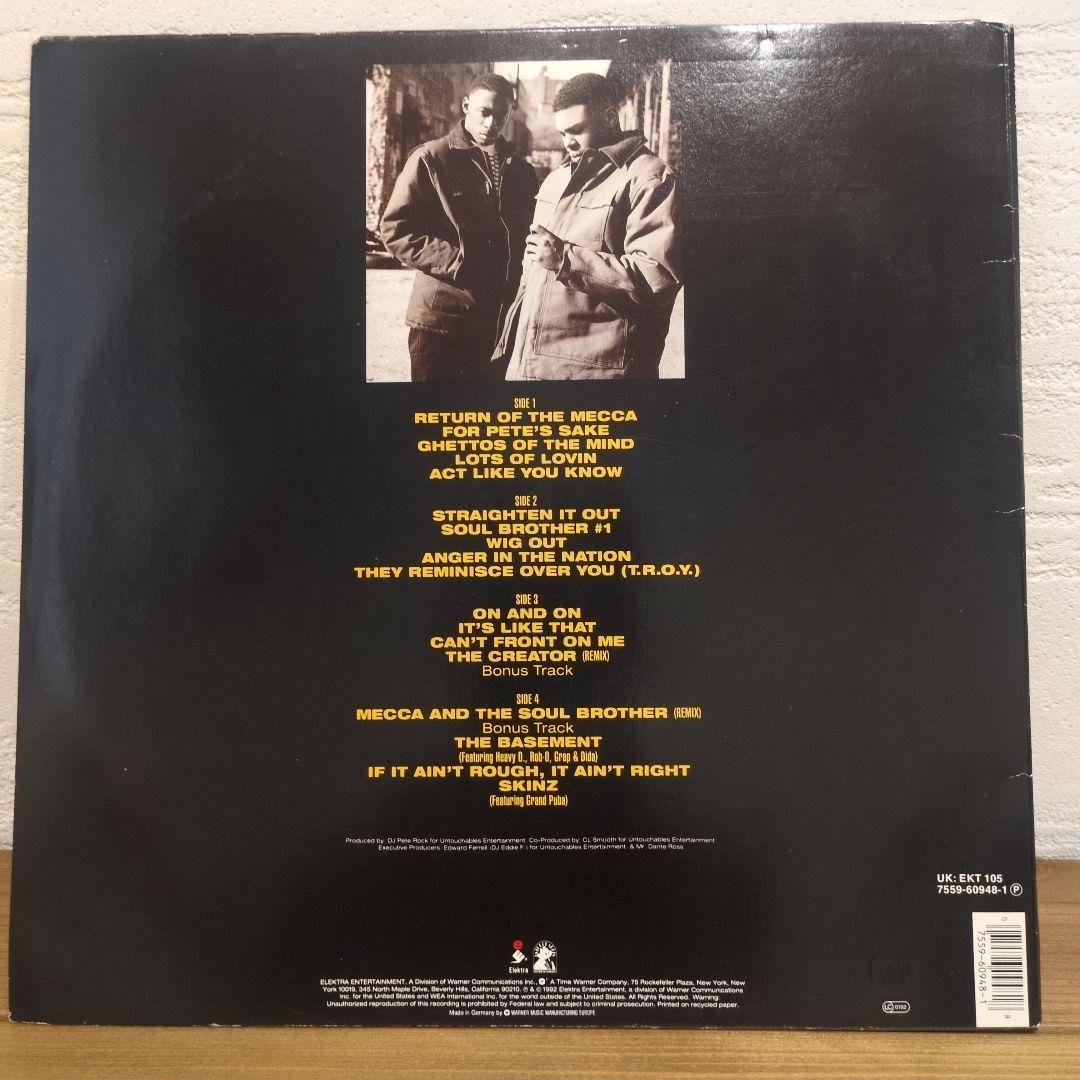 SIDE 1
RETURN OF THE MECCA
FOR PETE'S SAKE
GHETTOS OF THE MIND
LOTS OF LOVIN
ACT LIKE YOU KNOW
SIDE 2
STRAIGHTEN IT OUT
SOUL BROTHER #1
WIG OUT
ANGER IN THE NATION
THEY REMINISCE OVER YOU (T.R.O.Y.)
SIDE 3
ON AND ON
IT'S LIKE THAT
CAN'T FRONT ON ME
THE CREATOR (REMIX)
Bonus Track
SIDE 4
MECCA AND THE SOUL BROTHER (REMIX)
Bonus Track
THE BASEMENT
(Featuring Heavy D., Rob-O, Grap & Dida)
IF IT AIN'T ROUGH, IT AIN'T RIGHT
SKINZ
(Featuring Grand Puba)
Produced by DJ Pete Rock for Untouchables Entertainment. Co-Produced by CL Smooth for Untouchables Entertainment
Executive Producers Edward Ferrell (DJ Eddie F.) for Untouchables Entertainment & Mr. Dante Ross
UK: EKT 105
7559-60948-1 Ⓟ
0 7559-60948-1 8
Elektra
ELEKTRA ENTERTAINMENT, A Division of Warner Communications Inc., A Time Warner Company, 75 Rockefeller Plaza, New York, New
York 10019, 345 North Maple Drive, Beverly Hills, California 90210. ℗ & © 1992 Elektra Entertainment, a division of Warner Communications
Inc. for the United States and WEA International Inc. for the world outside of the United States. All Rights Reserved. Warning:
Unauthorized reproduction of this recording is prohibited by Federal law and subject to criminal prosecution. Printed on recycled paper.
Made in Germany by WARNER MUSIC MANUFACTURING EUROPE
LC 0192